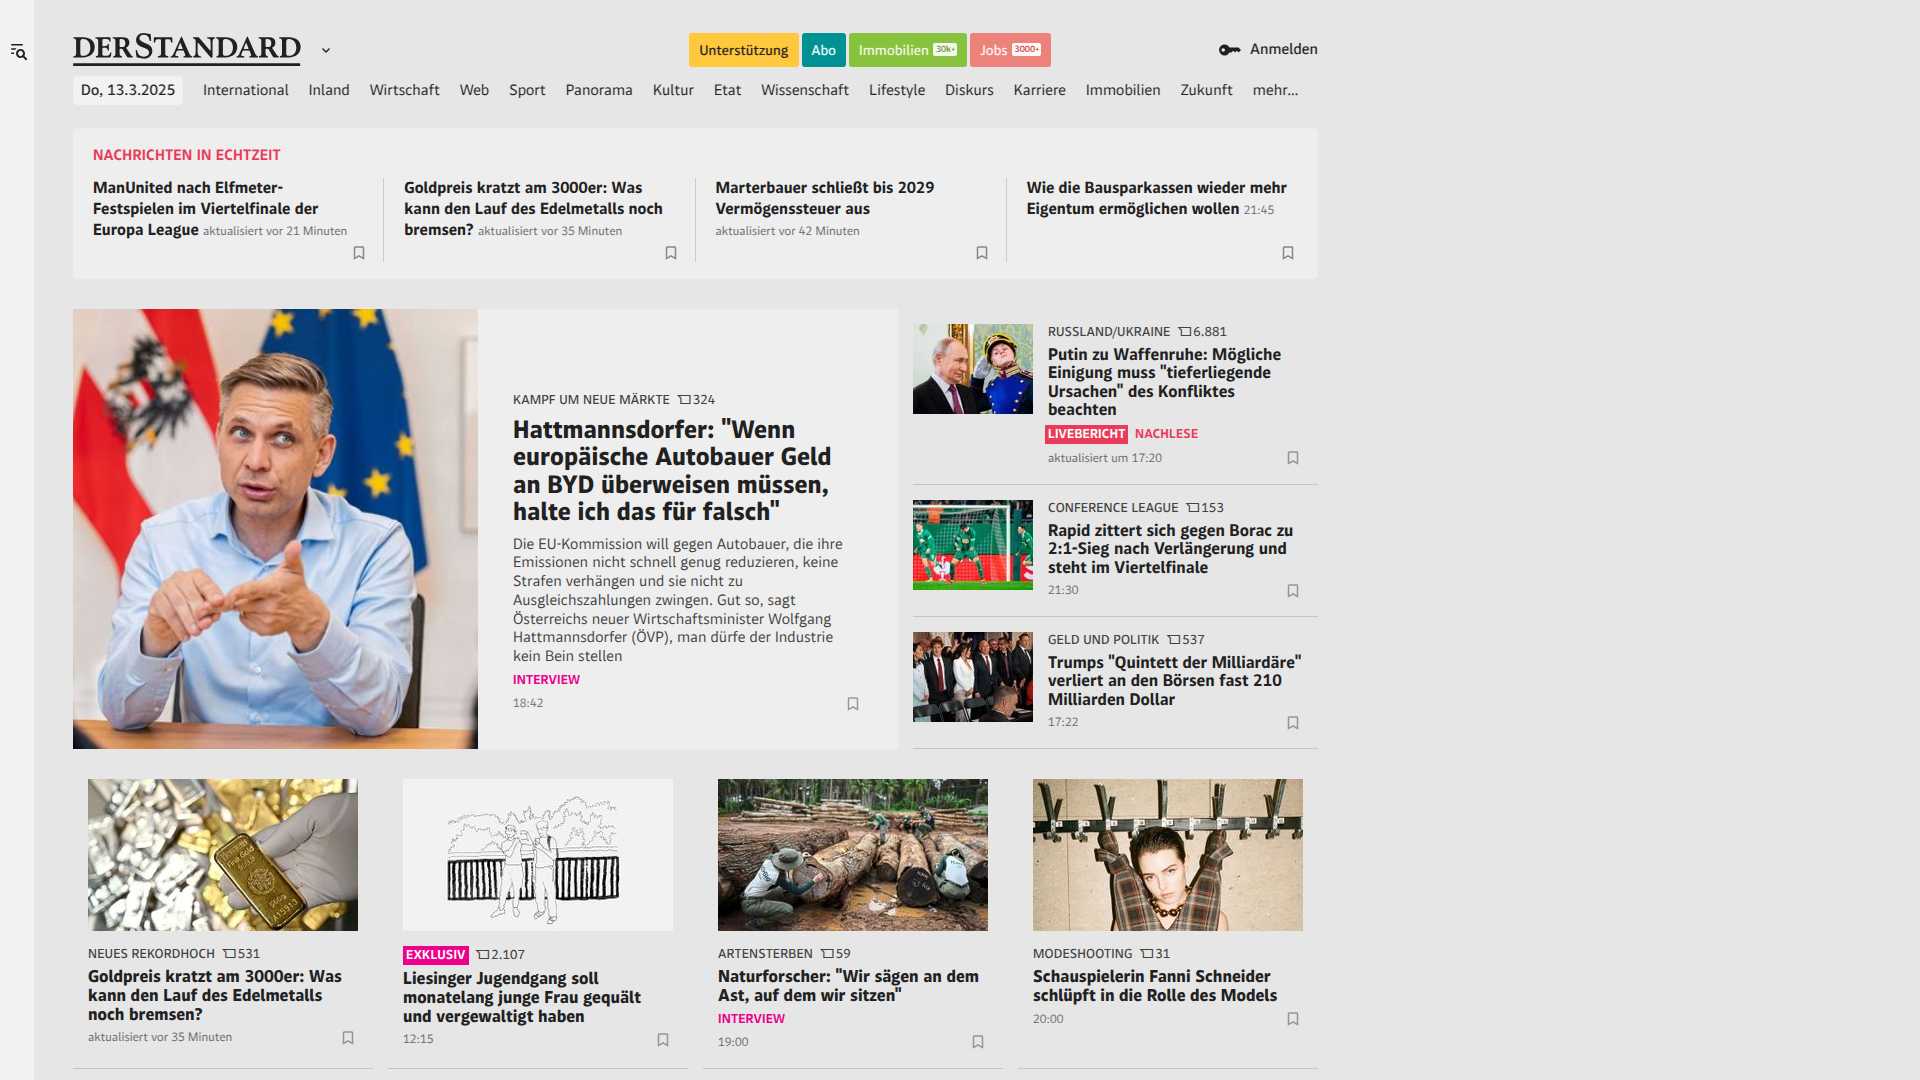 DERSTANDARD
Unterstützung
Abo
Immobilien 30k+
Jobs 3000+
Anmelden
Do, 13.3.2025
International
Inland
Wirtschaft
Web
Sport
Panorama
Kultur
Etat
Wissenschaft
Lifestyle
Diskurs
Karriere
Immobilien
Zukunft
mehr...
NACHRICHTEN IN ECHTZEIT
ManUnited nach Elfmeter-
Festspielen im Viertelfinale der
Europa League aktualisiert vor 21 Minuten
Goldpreis kratzt am 3000er: Was
kann den Lauf des Edelmetalls noch
bremsen? aktualisiert vor 35 Minuten
Marterbauer schließt bis 2029
Vermögenssteuer aus
aktualisiert vor 42 Minuten
Wie die Bausparkassen wieder mehr
Eigentum ermöglichen wollen 21:45
KAMPF UM NEUE MÄRKTE 324
Hattmannsdorfer: "Wenn
europäische Autobauer Geld
an BYD überweisen müssen,
halte ich das für falsch"
Die EU-Kommission will gegen Autobauer, die ihre
Emissionen nicht schnell genug reduzieren, keine
Strafen verhängen und sie nicht zu
Ausgleichszahlungen zwingen. Gut so, sagt
Österreichs neuer Wirtschaftsminister Wolfgang
Hattmannsdorfer (ÖVP), man dürfe der Industrie
kein Bein stellen
INTERVIEW
18:42
RUSSLAND/UKRAINE 6.881
Putin zu Waffenruhe: Mögliche
Einigung muss "tieferliegende
Ursachen" des Konfliktes
beachten
LIVEBERICHT NACHLESE
aktualisiert um 17:20
CONFERENCE LEAGUE 153
Rapid zittert sich gegen Borac zu
2:1-Sieg nach Verlängerung und
steht im Viertelfinale
21:30
GELD UND POLITIK 537
Trumps "Quintett der Milliardäre"
verliert an den Börsen fast 210
Milliarden Dollar
17:22
NEUES REKORDHOCH 531
Goldpreis kratzt am 3000er: Was
kann den Lauf des Edelmetalls
noch bremsen?
aktualisiert vor 35 Minuten
EXKLUSIV 2.107
Liesinger Jugendgang soll
monatelang junge Frau gequält
und vergewaltigt haben
12:15
ARTENSTERBEN 59
Naturforscher: "Wir sägen an dem
Ast, auf dem wir sitzen"
INTERVIEW
19:00
MODESHOOTING 31
Schauspielerin Fanni Schneider
schlüpft in die Rolle des Models
20:00